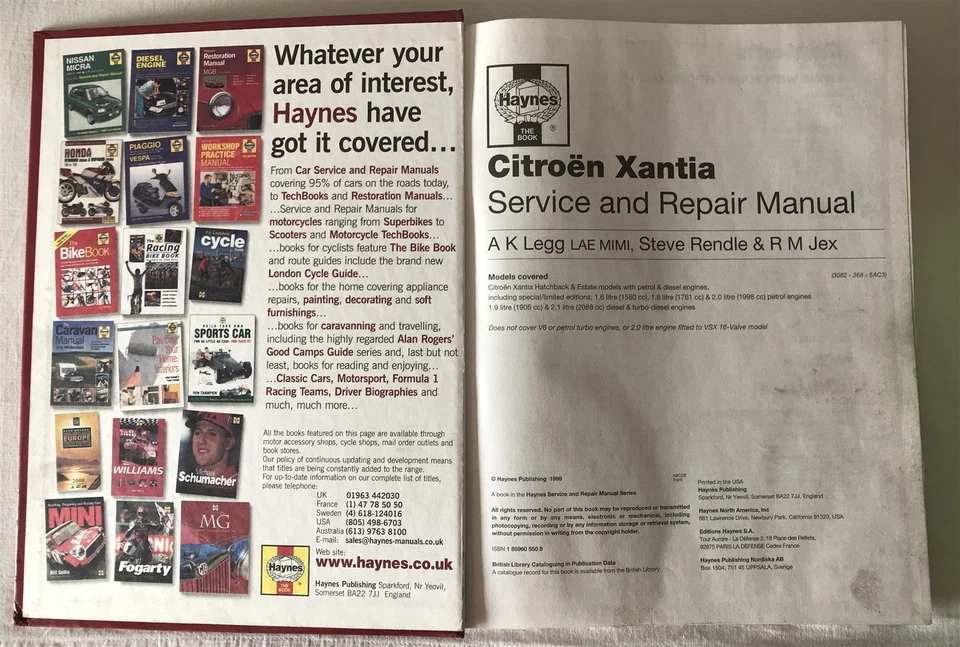 NISSAN
MICRA
DIESEL
ENGINE
Restoration
Manual
MGB
HONDA
PIAGGIO
VESPA
WORKSHOP
PRACTICE
MANUAL
The
BikeBook
The
Racing
BIKE BOOK
cycle
Caravan
Manual
Painting
Your
Home:
Interiors
BUILD YOUR OWN
SPORTS CAR
RON CHAMPION
EUROPE
2000
WILLIAMS
Michael
Schumacher
MINI
Bill Sollis
Fogarty
MG
Whatever your
area of interest,
Haynes have
got it covered…
From Car Service and Repair Manuals
covering 95% of cars on the roads today,
to TechBooks and Restoration Manuals…
…Service and Repair Manuals for
motorcycles ranging from Superbikes to
Scooters and Motorcycle TechBooks…
…books for cyclists feature The Bike Book
and route guides include the brand new
London Cycle Guide…
…books for the home covering appliance
repairs, painting, decorating and soft
furnishings…
…books for caravanning and travelling,
including the highly regarded Alan Rogers'
Good Camps Guide series and, last but not
least, books for reading and enjoying…
…Classic Cars, Motorsport, Formula 1
Racing Teams, Driver Biographies and
much, much more…
All the books featured on this page are available through
motor accessory shops, cycle shops, mail order outlets and
book stores.
Our policy of continuous updating and development means
that titles are being constantly added to the range.
For up-to-date information on our complete list of titles,
please telephone:
UK 01963 442030
France (1) 47 78 50 50
Sweden (4) 618-124016
USA (805) 498-6703
Australia (613) 9763 8100
E-mail: sales@haynes-manuals.co.uk
Web site:
www.haynes.co.uk
Haynes
THE
BOOK
Haynes Publishing Sparkford, Nr Yeovil,
Somerset BA22 7JJ England
Haynes
THE
BOOK
®
Citroën Xantia
Service and Repair Manual
A K Legg LAE MIMI, Steve Rendle & R M Jex
Models covered (3082 - 368 - 5AC3)
Citroën Xantia Hatchback & Estate models with petrol & diesel engines,
including special/limited editions; 1.6 litre (1580 cc), 1.8 litre (1761 cc) & 2.0 litre (1998 cc) petrol engines
1.9 litre (1905 cc) & 2.1 litre (2088 cc) diesel & turbo-diesel engines
Does not cover V6 or petrol turbo engines, or 2.0 litre engine fitted to VSX 16-Valve model
© Haynes Publishing 1999
A book in the Haynes Service and Repair Manual Series
All rights reserved. No part of this book may be reproduced or transmitted
in any form or by any means, electronic or mechanical, including
photocopying, recording or by any information storage or retrieval system,
without permission in writing from the copyright holder.
ISBN 1 85960 550 8
British Library Cataloguing in Publication Data
A catalogue record for this book is available from the British Library.
ABCDE
Printed in the USA
Haynes Publishing
Sparkford, Nr Yeovil, Somerset BA22 7JJ, England
Haynes North America, Inc
861 Lawrence Drive, Newbury Park, California 91320, USA
Editions Haynes S.A.
Tour Aurore - La Défense 2, 18 Place des Reflets,
92975 PARIS LA DEFENSE Cedex France
Haynes Publishing Nordiska AB
Box 1504, 751 45 UPPSALA, Sverige